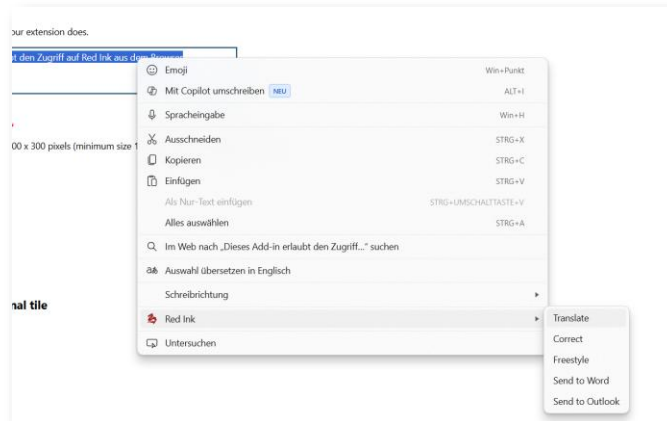 our extension does.
t den Zugriff auf Red Ink aus dem Browser
00 x 300 pixels (minimum size 1
nal tile
Emoji Win+Punkt
Mit Copilot umschreiben NEU ALT+I
Spracheingabe Win+H
Ausschneiden STRG+X
Kopieren STRG+C
Einfügen STRG+V
Als Nur-Text einfügen STRG+UMSCHALTTASTE+V
Alles auswählen STRG+A
Im Web nach „Dieses Add-in erlaubt den Zugriff...“ suchen
Auswahl übersetzen in Englisch
Schreibrichtung
Red Ink
Untersuchen
Translate
Correct
Freestyle
Send to Word
Send to Outlook